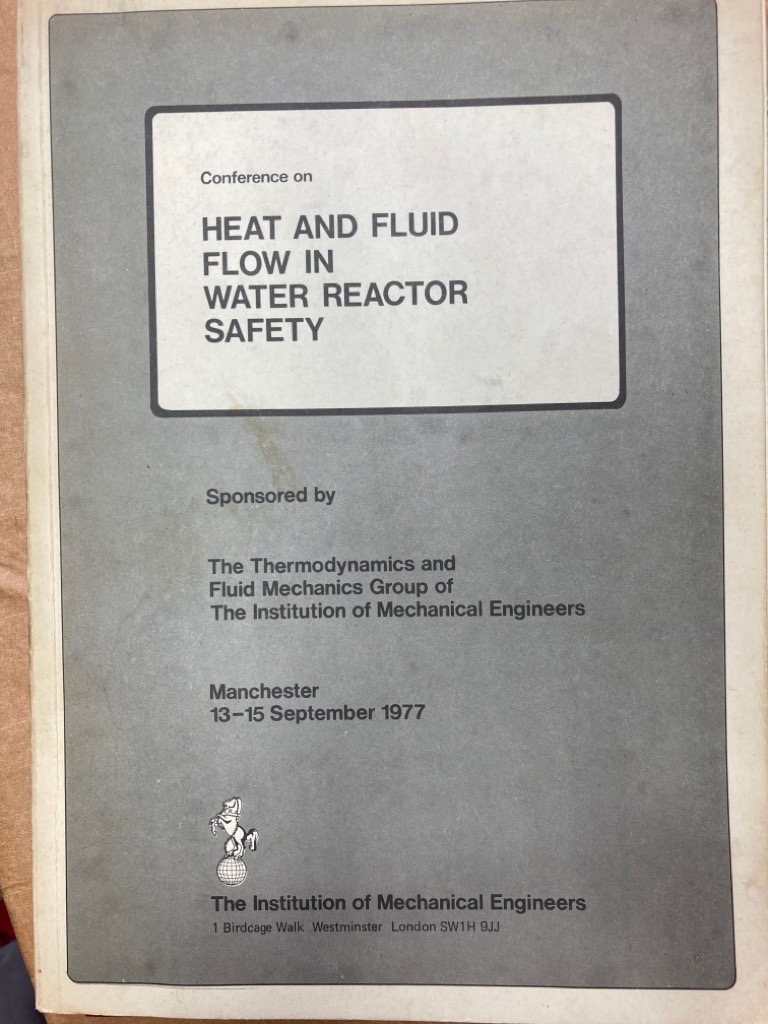 Conference on
HEAT AND FLUID
FLOW IN
WATER REACTOR
SAFETY
Sponsored by
The Thermodynamics and
Fluid Mechanics Group of
The Institution of Mechanical Engineers
Manchester
13–15 September 1977
The Institution of Mechanical Engineers
1 Birdcage Walk Westminster London SW1H 9JJ